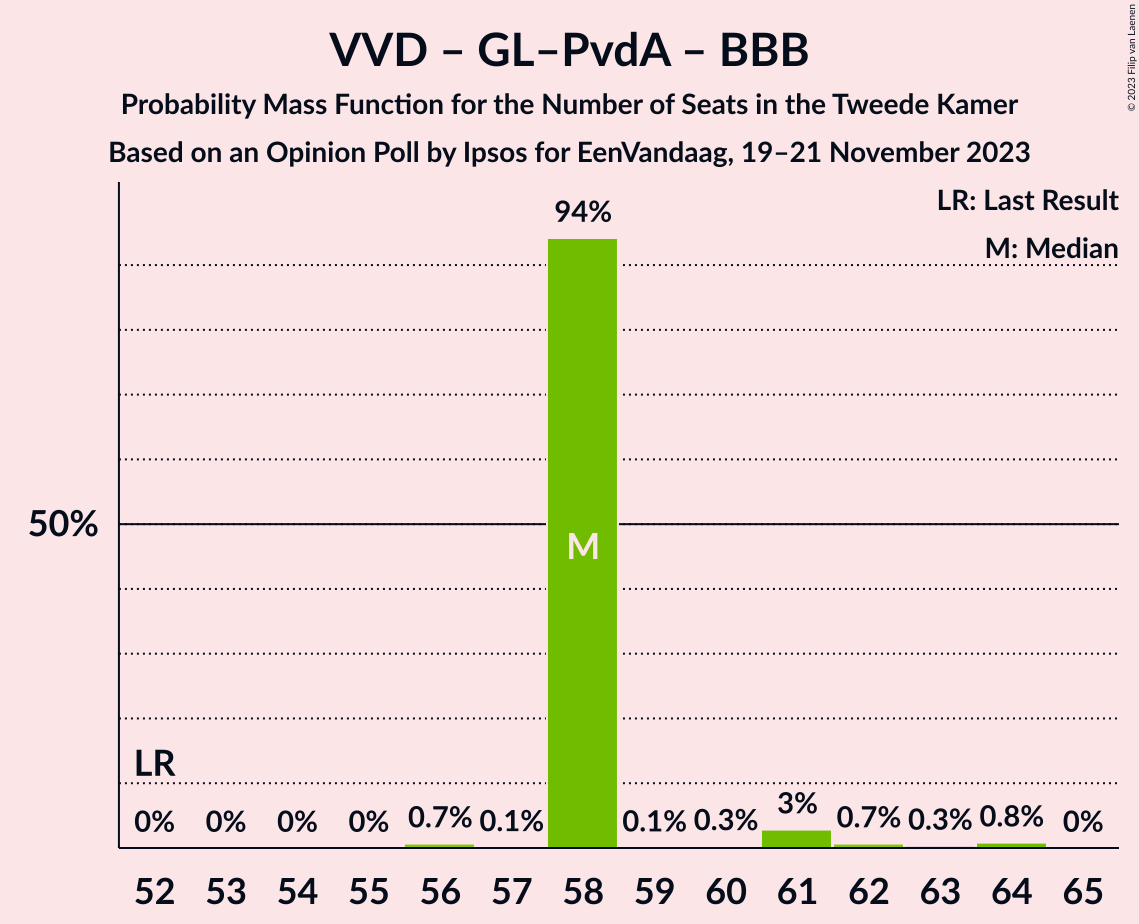 © 2023 Filip van Laenen
VVD – GL–PvdA – BBB
Probability Mass Function for the Number of Seats in the Tweede Kamer
Based on an Opinion Poll by Ipsos for EenVandaag, 19–21 November 2023
LR: Last Result
M: Median
94%
50%
M
LR
0% 0% 0% 0% 0.7% 0.1% 0.1% 0.3% 3% 0.7% 0.3% 0.8% 0%
52 53 54 55 56 57 58 59 60 61 62 63 64 65